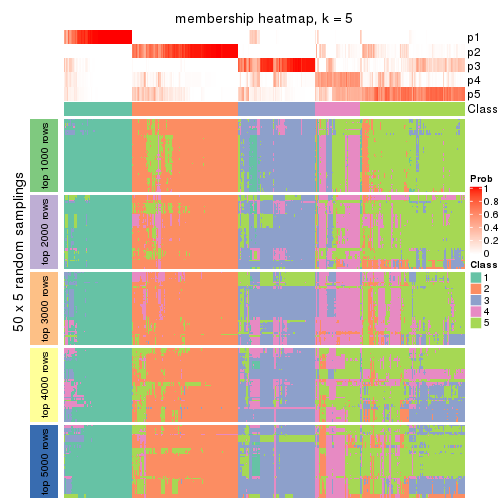 membership heatmap, k = 5
p1
p2
p3
p4
p5
Class
50 x 5 random samplings
top 1000 rows
top 2000 rows
top 3000 rows
top 4000 rows
top 5000 rows
Prob
1
0.8
0.6
0.4
0.2
0
Class
1
2
3
4
5